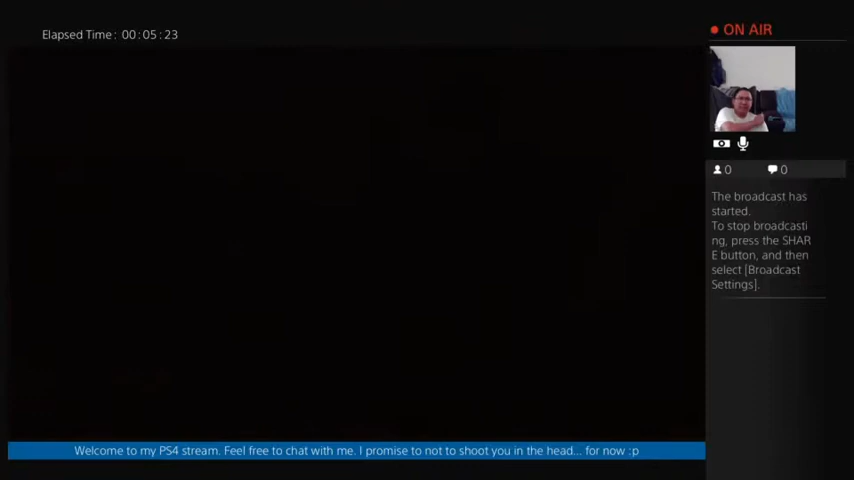 Elapsed Time: 00:05:23
ON AIR
0 0
The broadcast has
started.
To stop broadcasti
ng, press the SHAR
E button, and then
select [Broadcast
Settings].
Welcome to my PS4 stream. Feel free to chat with me. I promise to not to shoot you in the head... for now :p